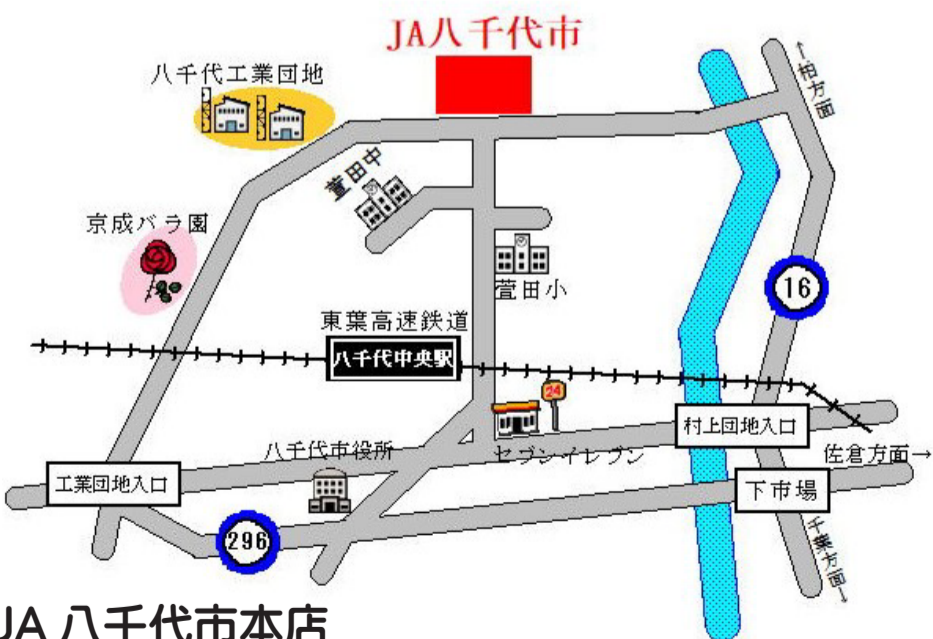 JA八千代市
八千代工業団地
←柏方面
萱田中
京成バラ園
萱田小
16
東葉高速鉄道
八千代中央駅
24
村上団地入口
八千代市役所
セブンイレブン
佐倉方面→
工業団地入口
下市場
296
千葉方面→
JA 八千代市本店